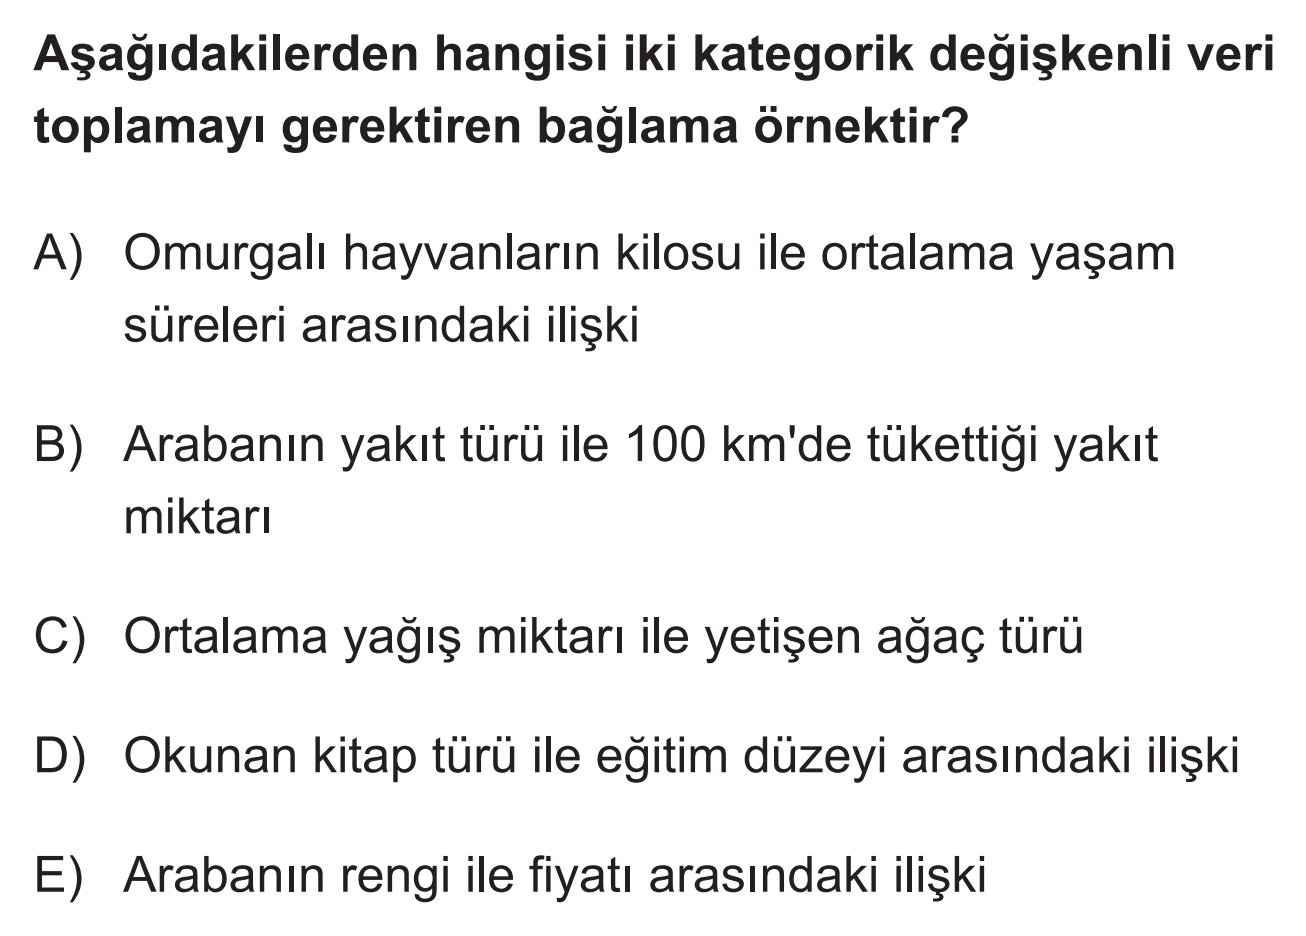 Aşağıdakilerden hangisi iki kategorik değişkenli veri
toplamayı gerektiren bağlama örnektir?
A) Omurgalı hayvanların kilosu ile ortalama yaşam
süreleri arasındaki ilişki
B) Arabanın yakıt türü ile 100 km'de tükettiği yakıt
miktarı
C) Ortalama yağış miktarı ile yetişen ağaç türü
D) Okunan kitap türü ile eğitim düzeyi arasındaki ilişki
E) Arabanın rengi ile fiyatı arasındaki ilişki